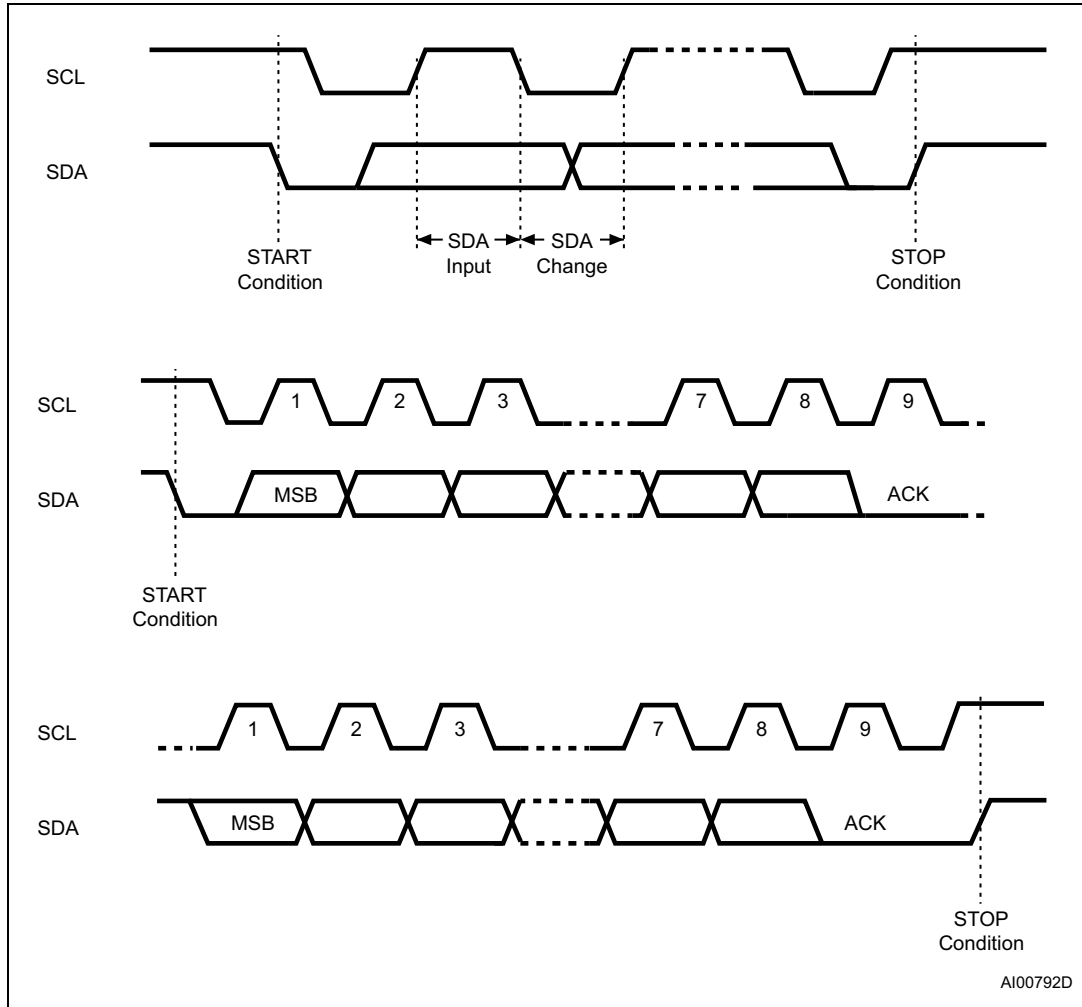 SCL
SDA
SDA
Input
SDA
Change
START
Condition
STOP
Condition
SCL
1
2
3
7
8
9
SDA
MSB
ACK
START
Condition
SCL
1
2
3
7
8
9
SDA
MSB
ACK
STOP
Condition
AI00792D